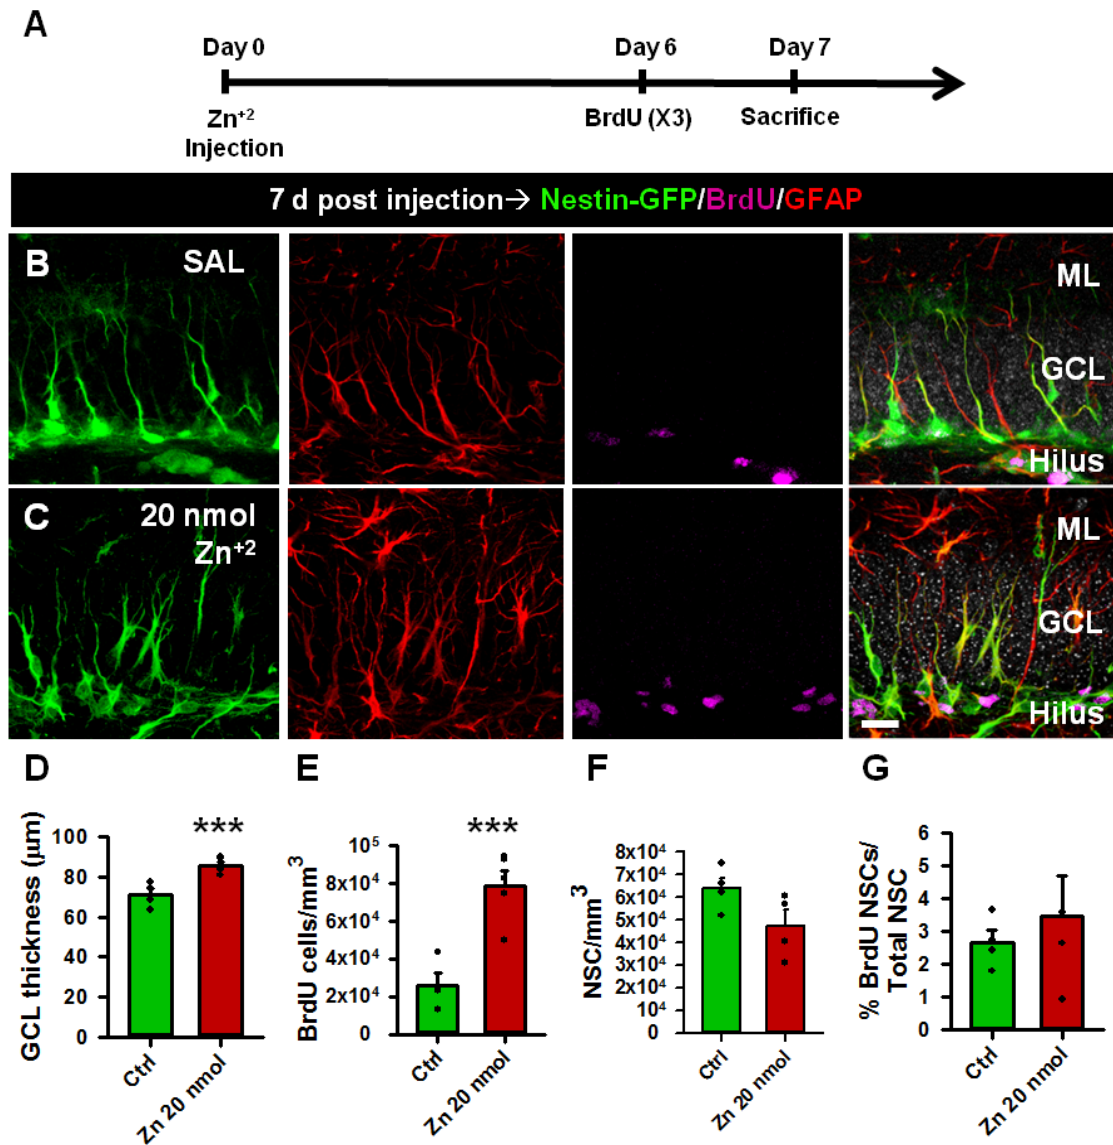 A
Day 0 Day 6 Day 7
Zn+2 Injection BrdU (X3) Sacrifice
7 d post injection→ Nestin-GFP/BrdU/GFAP
B SAL ML
GCL
Hilus
C 20 nmol Zn+2 ML
GCL
Hilus
D
GCL thickness (μm)
100
80
60
40
20
0
***
Ctrl
Zn 20 nmol
E
BrdU cells/mm3
10^5
8x10^4
6x10^4
4x10^4
2x10^4
0
***
Ctrl
Zn 20 nmol
F
NSC/mm3
8x10^4
7x10^4
6x10^4
5x10^4
4x10^4
3x10^4
2x10^4
10^4
0
Ctrl
Zn 20 nmol
G
% BrdU NSCs/
Total NSC
6
5
4
3
2
1
0
Ctrl
Zn 20 nmol